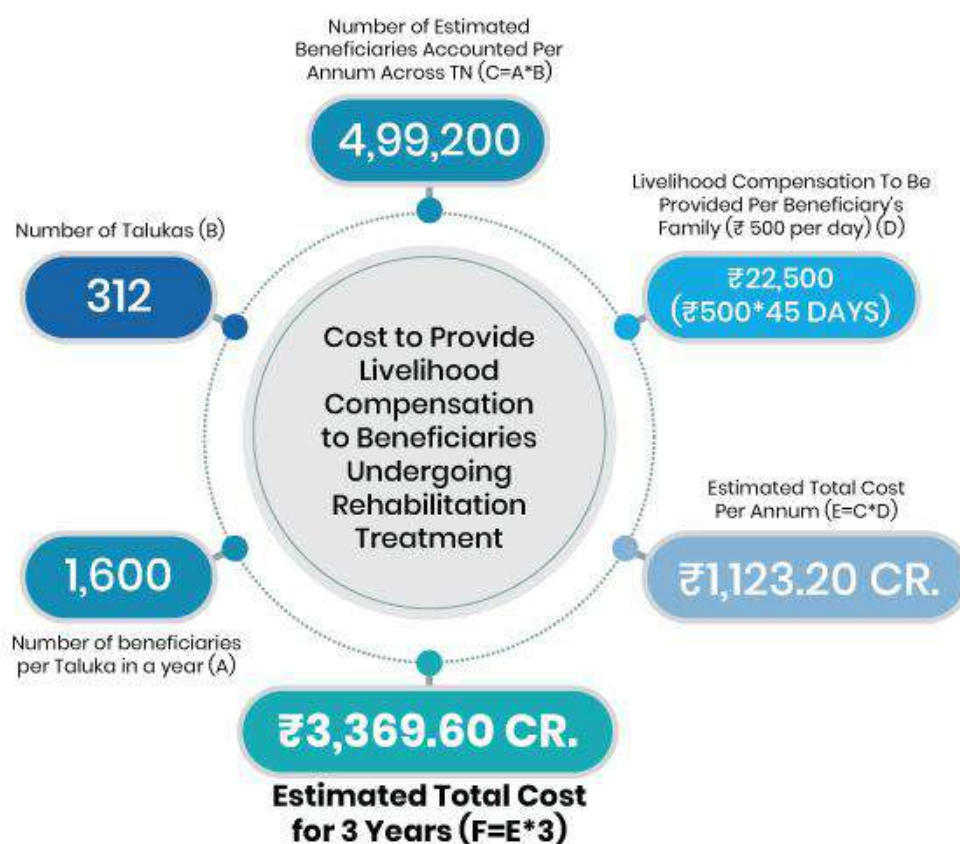 Number of Estimated
Beneficiaries Accounted Per
Annum Across TN (C=A*B)
4,99,200
Livelihood Compensation To Be
Provided Per Beneficiary's
Family (₹ 500 per day) (D)
₹22,500
(₹500*45 DAYS)
Number of Talukas (B)
312
Cost to Provide
Livelihood
Compensation
to Beneficiaries
Undergoing
Rehabilitation
Treatment
Estimated Total Cost
Per Annum (E=C*D)
₹1,123.20 CR.
1,600
Number of beneficiaries
per Taluka in a year (A)
₹3,369.60 CR.
Estimated Total Cost
for 3 Years (F=E*3)